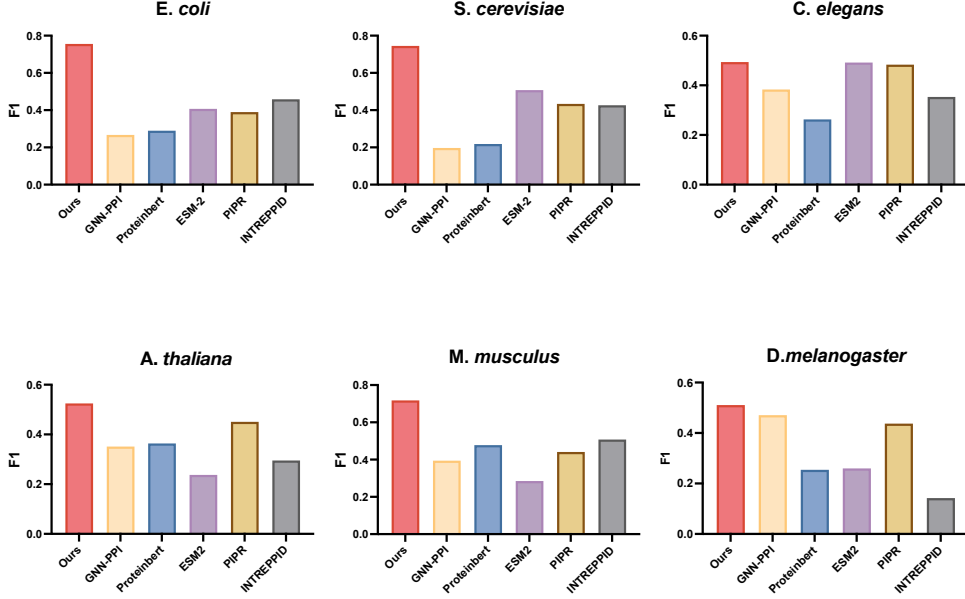 E. coli
F1
0.8
0.6
0.4
0.2
0.0
Ours
GNN-PPI
Proteinbert
ESM-2
PIPR
INTREPPID
S. cerevisiae
F1
0.8
0.6
0.4
0.2
0.0
Ours
GNN-PPI
Proteinbert
ESM-2
PIPR
INTREPPID
C. elegans
F1
0.6
0.4
0.2
0.0
Ours
GNN-PPI
Proteinbert
ESM2
PIPR
INTREPPID
A. thaliana
F1
0.6
0.4
0.2
0.0
Ours
GNN-PPI
Proteinbert
ESM2
PIPR
INTREPPID
M. musculus
F1
0.8
0.6
0.4
0.2
0.0
Ours
GNN-PPI
Proteinbert
ESM2
PIPR
INTREPPID
D.melanogaster
F1
0.6
0.4
0.2
0.0
Ours
GNN-PPI
Proteinbert
ESM2
PIPR
INTREPPID